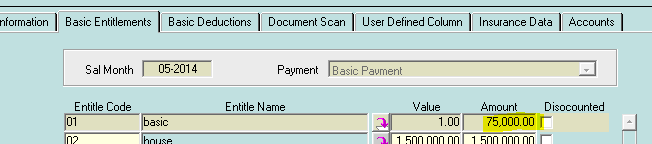 nformation Basic Entitlements Basic Deductions Document Scan User Defined Column Insurance Data Accounts
Sal Month 05-2014 Payment Basic Payment
Entitle Code Entitle Name Value Amount Disocounted
01 basic 1.00 75,000.00
02 house 1,500,000.00 1,500,000.00